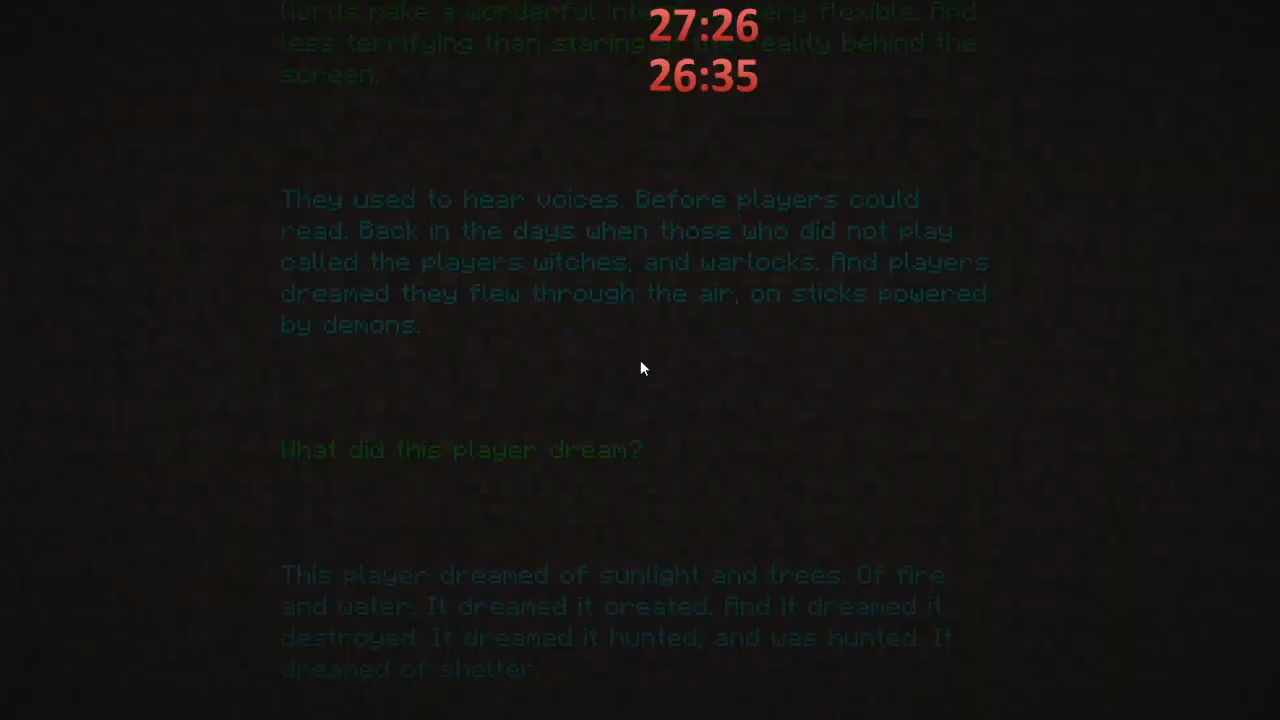 Words make a wonderful ery flexible. And
27:26
less terrifying than staring reality behind the
26:35
screen.
They used to hear voices. Before players could
read. Back in the days when those who did not play
called the players witches, and warlocks. And players
dreamed they flew through the air, on sticks powered
by demons.
What did this player dream?
This player dreamed of sunlight and trees. Of fire
and water. It dreamed it created. And it dreamed it
destroyed. It dreamed it hunted, and was hunted. It
dreamed of shelter.